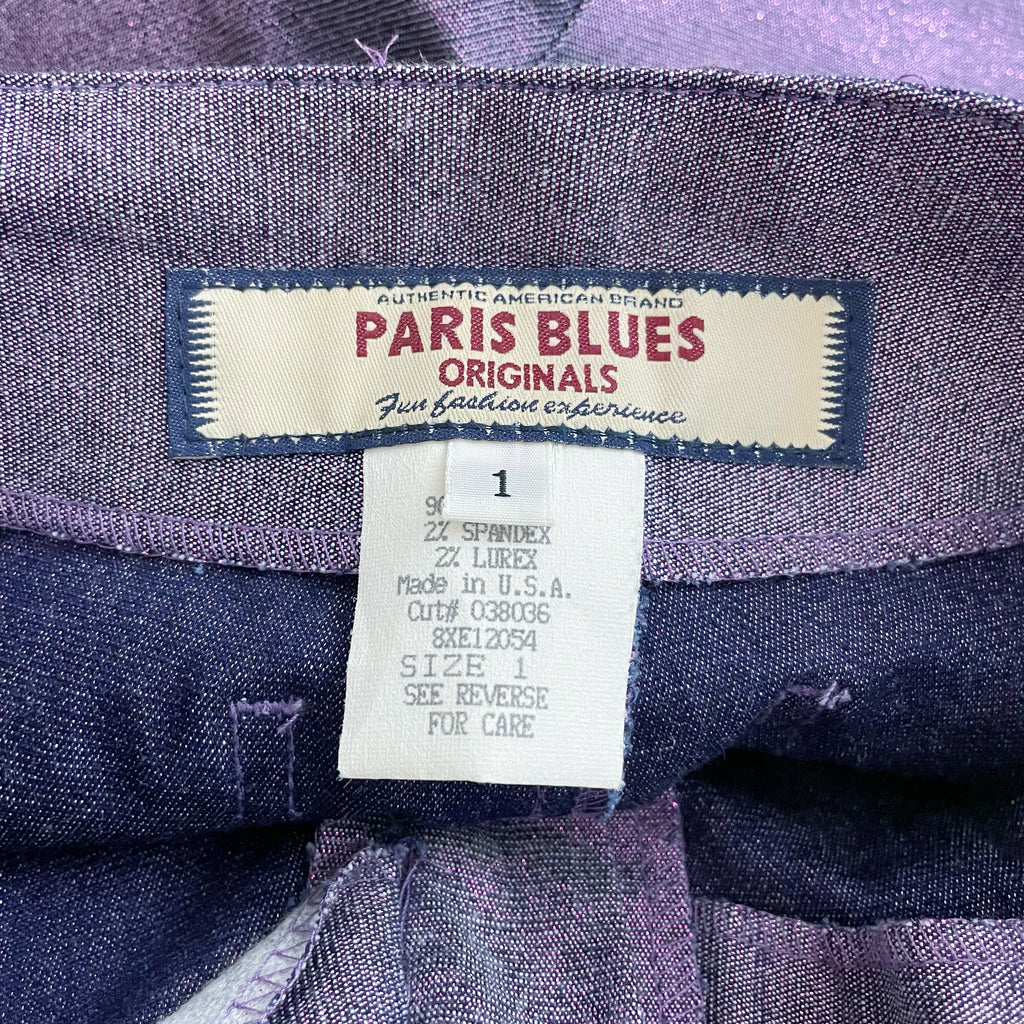 AUTHENTIC AMERICAN BRAND
PARIS BLUES
ORIGINALS
Fun fashion experience
1
2% SPANDEX
2% LUREX
Made in U.S.A.
Cut# 038036
8XE12054
SIZE 1
SEE REVERSE
FOR CARE